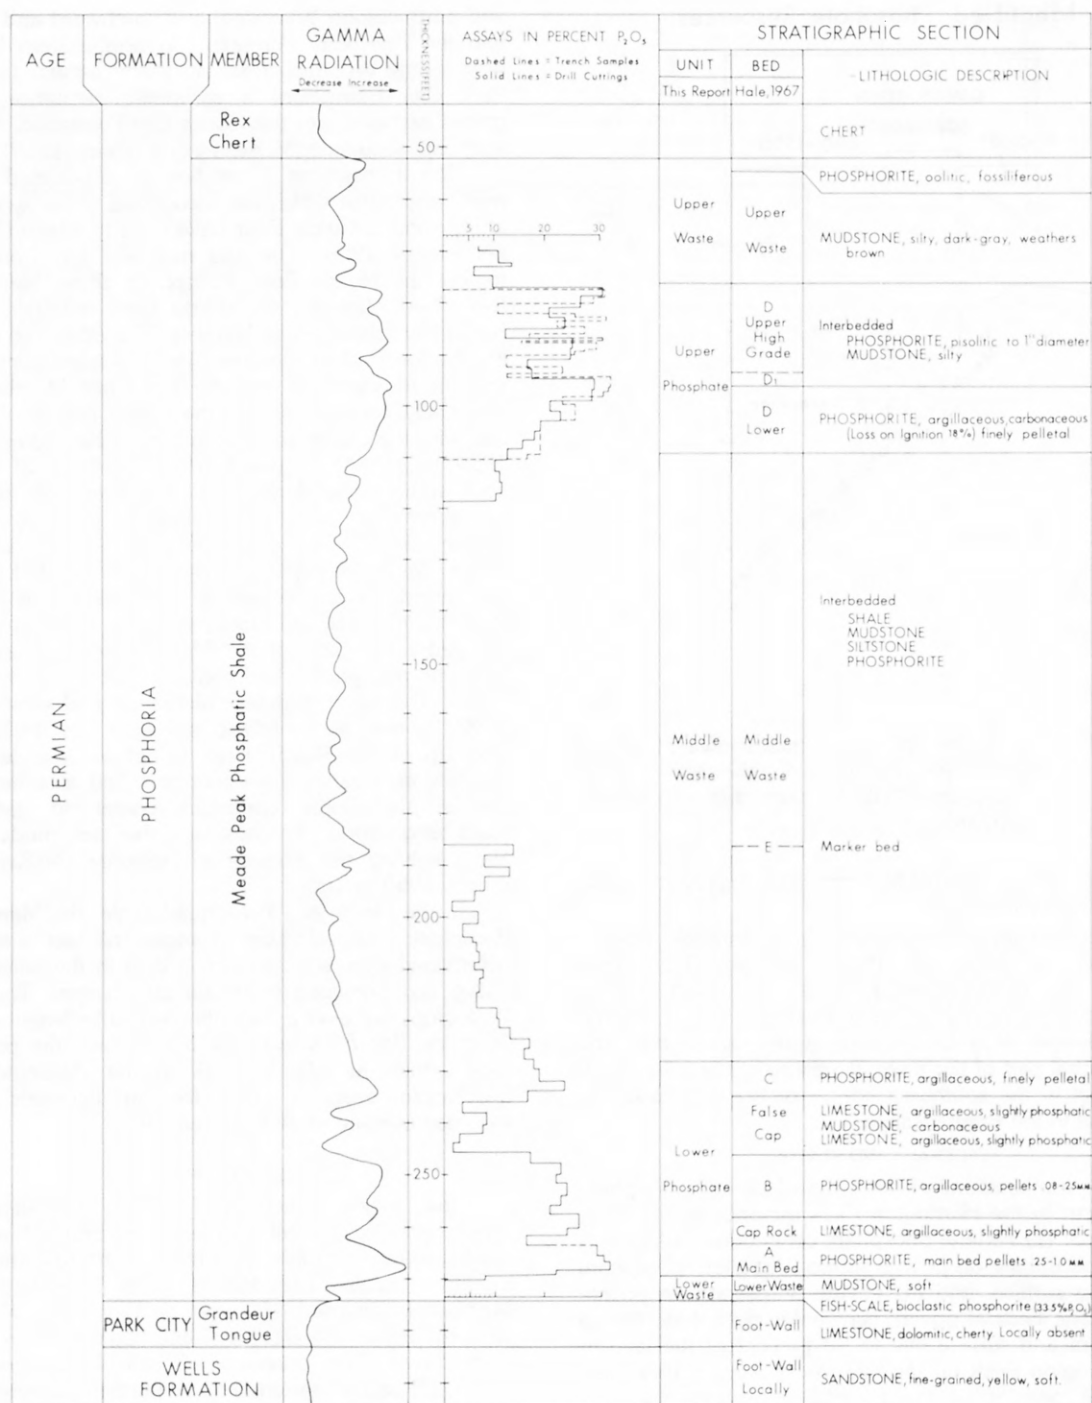 AGE
FORMATION
MEMBER
GAMMA
RADIATION
Decrease Increase
THICKNESS(FEET)
ASSAYS IN PERCENT P₂O₅
Dashed Lines = Trench Samples
Solid Lines = Drill Cuttings
STRATIGRAPHIC SECTION
UNIT
BED
LITHOLOGIC DESCRIPTION
This Report
Hale, 1967
Rex
Chert
CHERT
50
PHOSPHORITE, oolitic, fossiliferous
Upper
Waste
Upper
Waste
MUDSTONE, silty, dark-gray, weathers
brown
5 10 20 30
D
Upper
High
Grade
Interbedded
PHOSPHORITE, pisolitic to 1" diameter
MUDSTONE, silty
Upper
Phosphate
D₁
100
D
Lower
PHOSPHORITE, argillaceous, carbonaceous
(Loss on Ignition 18%) finely pelletal
Interbedded
SHALE
MUDSTONE
SILTSTONE
PHOSPHORITE
150
PERMIAN
PHOSPHORIA
Meade Peak Phosphatic Shale
Middle
Waste
Middle
Waste
E
Marker bed
200
C
PHOSPHORITE, argillaceous, finely pelletal
False
Cap
LIMESTONE, argillaceous, slightly phosphatic
MUDSTONE, carbonaceous
LIMESTONE, argillaceous, slightly phosphatic
Lower
Phosphate
250
B
PHOSPHORITE, argillaceous, pellets .08-.25MM
Cap Rock
LIMESTONE, argillaceous, slightly phosphatic
A
Main Bed
PHOSPHORITE, main bed pellets .25-1.0MM
Lower
Waste
Lower Waste
MUDSTONE, soft
FISH-SCALE, bioclastic phosphorite (33.5%P₂O₅)
PARK CITY
Grandeur
Tongue
Foot-Wall
LIMESTONE, dolomitic, cherty Locally absent
WELLS
FORMATION
Foot-Wall
Locally
SANDSTONE, fine-grained, yellow, soft.